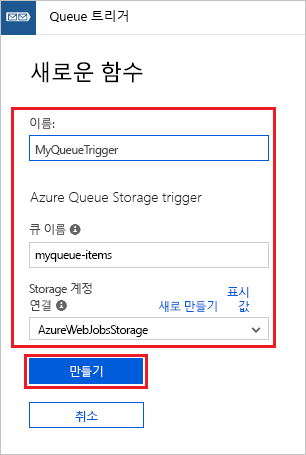 Queue 트리거
새로운 함수
이름:
MyQueueTrigger
Azure Queue Storage trigger
큐 이름
myqueue-items
Storage 계정
연결
새로 만들기
표시
값
AzureWebJobsStorage
만들기
취소